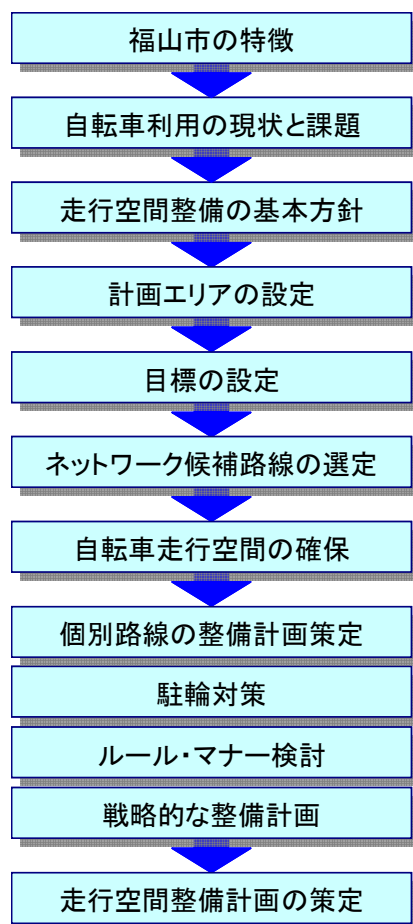 福山市の特徴
自転車利用の現状と課題
走行空間整備の基本方針
計画エリアの設定
目標の設定
ネットワーク候補路線の選定
自転車走行空間の確保
個別路線の整備計画策定
駐輪対策
ルール・マナー検討
戦略的な整備計画
走行空間整備計画の策定